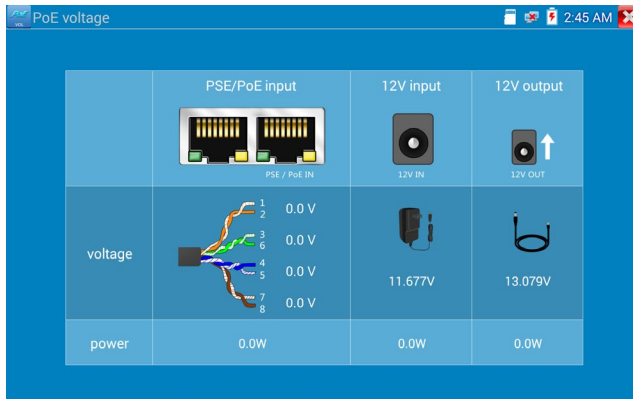 PoE voltage
2:45 AM
VOL
PSE/PoE input
12V input
12V output
PSE / PoE IN
12V IN
12V OUT
voltage
1
2
0.0 V
3
6
0.0 V
4
5
0.0 V
7
8
0.0 V
11.677V
13.079V
power
0.0W
0.0W
0.0W